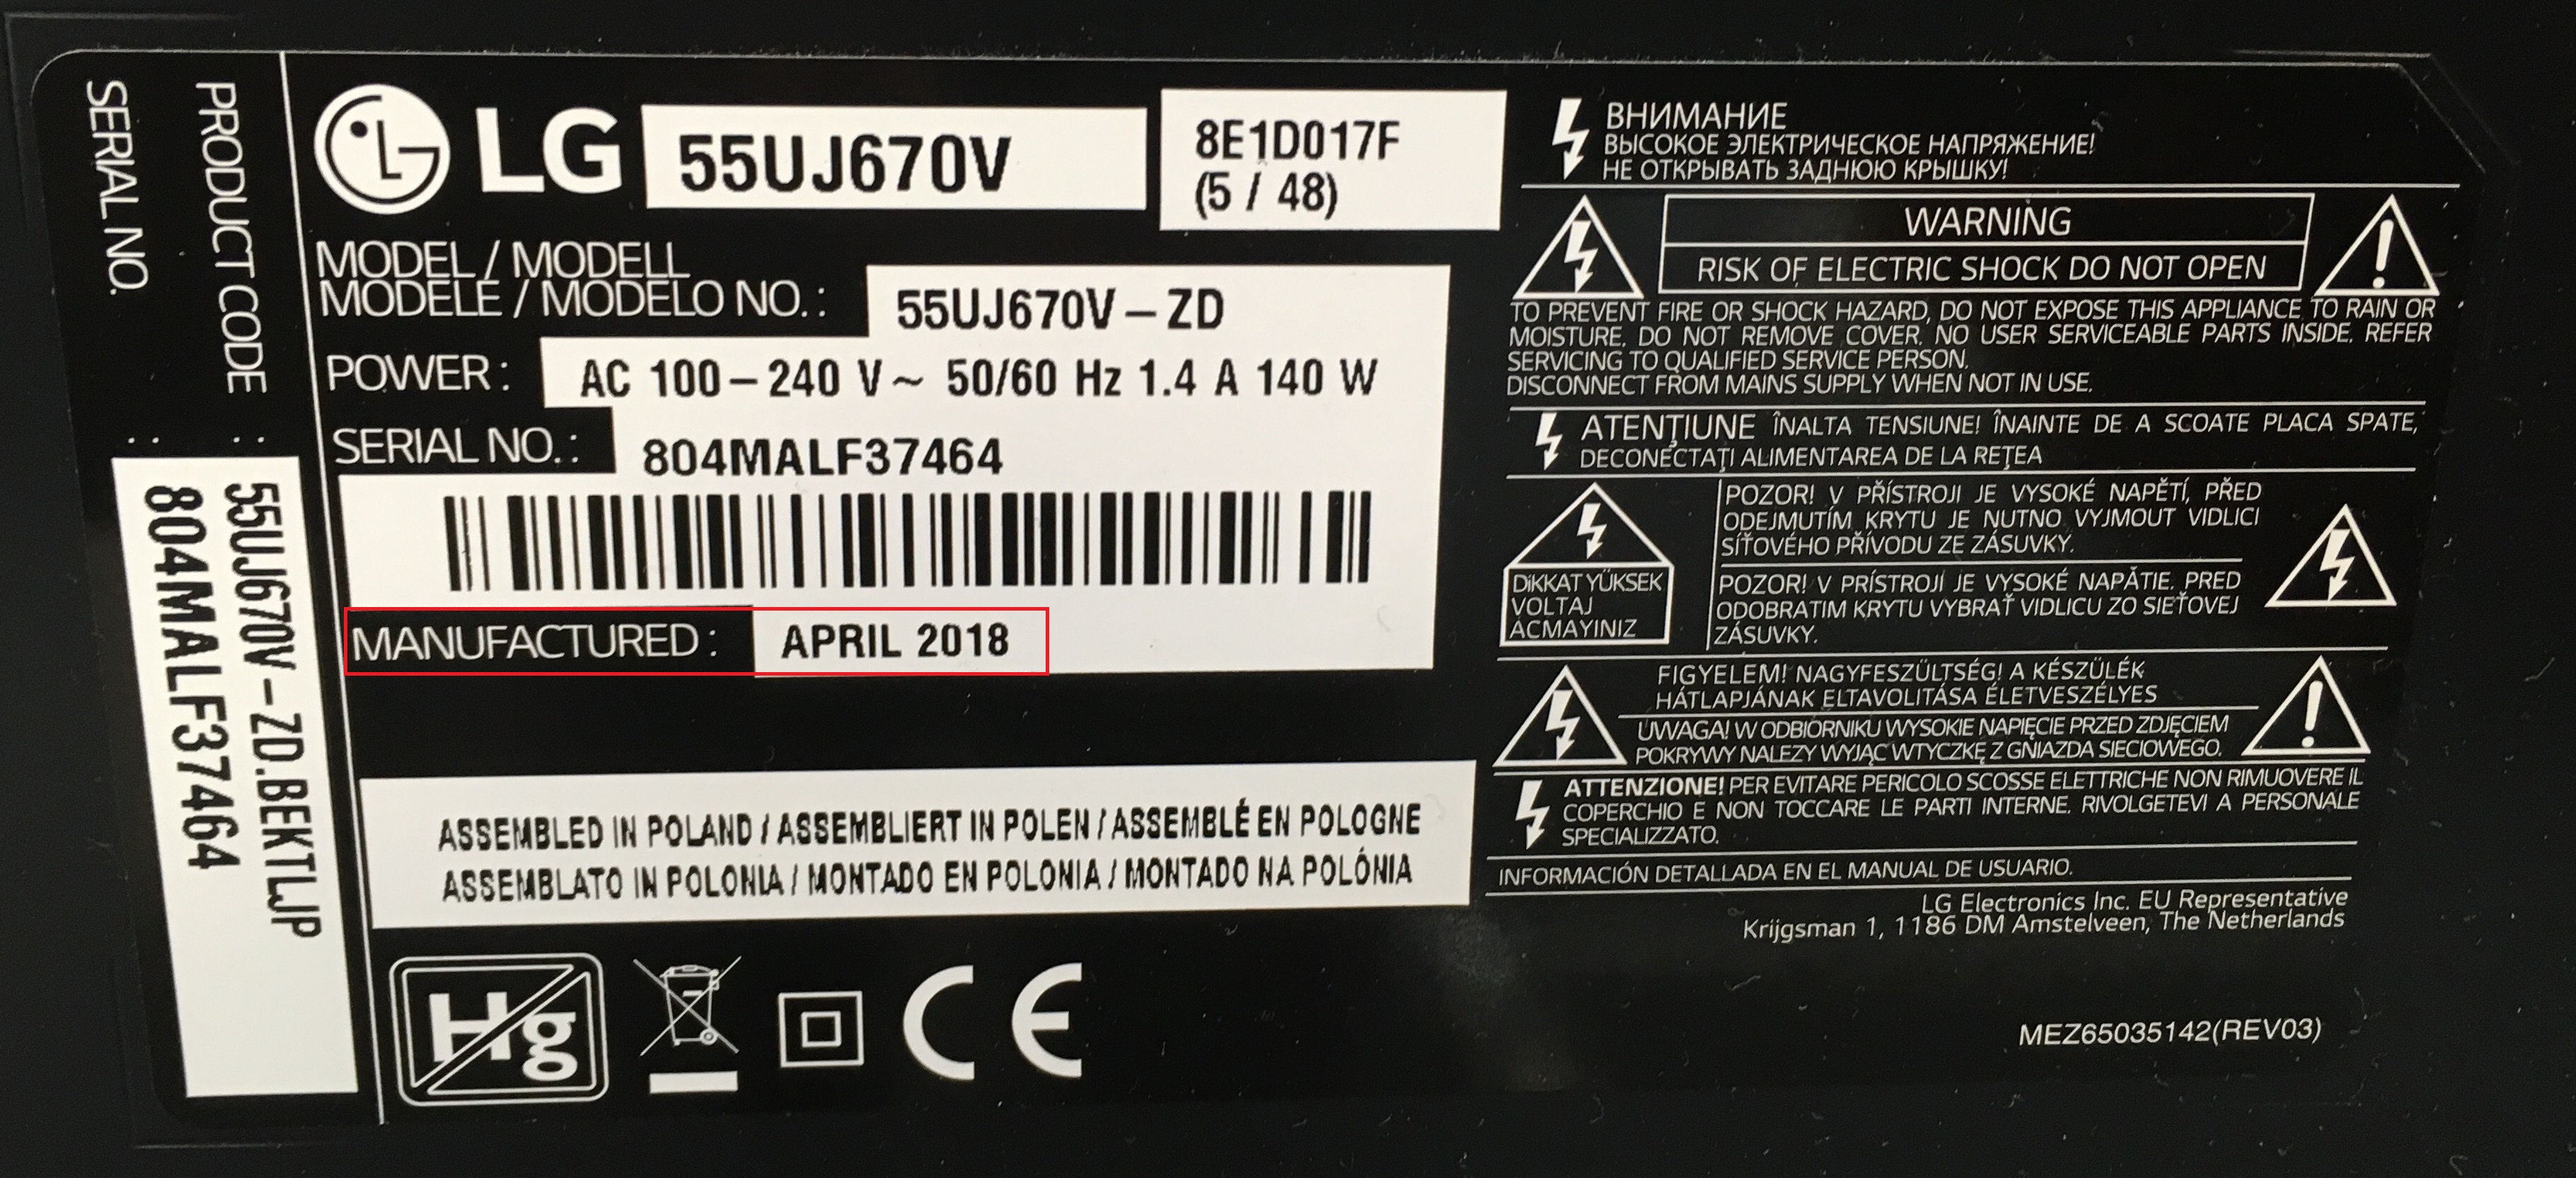 SERIAL NO. : 804MALF37464
PRODUCT CODE : 55UJ670V-ZD.BEKTLJP
LG 55UJ670V
8E1D017F
(5 / 48)
MODEL / MODELL
MODELE / MODELO NO. : 55UJ670V-ZD
POWER : AC 100-240 V~ 50/60 Hz 1.4 A 140 W
SERIAL NO. : 804MALF37464
MANUFACTURED : APRIL 2018
ASSEMBLED IN POLAND / ASSEMBLIERT IN POLEN / ASSEMBLÉ EN POLOGNE
ASSEMBLATO IN POLONIA / MONTADO EN POLONIA / MONTADO NA POLÓNIA
Hg
CE
ВНИМАНИЕ
ВЫСОКОЕ ЭЛЕКТРИЧЕСКОЕ НАПРЯЖЕНИЕ!
НЕ ОТКРЫВАТЬ ЗАДНЮЮ КРЫШКУ!
WARNING
RISK OF ELECTRIC SHOCK DO NOT OPEN
TO PREVENT FIRE OR SHOCK HAZARD, DO NOT EXPOSE THIS APPLIANCE TO RAIN OR
MOISTURE. DO NOT REMOVE COVER. NO USER SERVICEABLE PARTS INSIDE. REFER
SERVICING TO QUALIFIED SERVICE PERSON.
DISCONNECT FROM MAINS SUPPLY WHEN NOT IN USE.
ATENŢIUNE ÎNALTA TENSIUNE! ÎNAINTE DE A SCOATE PLACA SPATE,
DECONECTAŢI ALIMENTAREA DE LA REŢEA
DİKKAT YÜKSEK
VOLTAJ
ACMAYINIZ
POZOR! V PŘÍSTROJI JE VYSOKÉ NAPĚTÍ, PŘED
ODEJMUTÍM KRYTU JE NUTNO VYJMOUT VIDLICI
SÍŤOVÉHO PŘÍVODU ZE ZÁSUVKY.
POZOR! V PRÍSTROJI JE VYSOKÉ NAPÄTIE. PRED
ODOBRATIM KRYTU VYBRAŤ VIDLICU ZO SIEŤOVEJ
ZÁSUVKY.
FIGYELEM! NAGYFESZÜLTSÉG! A KÉSZÜLÉK
HÁTLAPJÁNAK ELTAVOLITÁSA ÉLETVESZÉLYES
UWAGA! W ODBIORNIKU WYSOKIE NAPIĘCIE PRZED ZDJĘCIEM
POKRYWY NALEZY WYJĄC WTYCZKĘ Z GNIAZDA SIECIOWEGO.
ATTENZIONE! PER EVITARE PERICOLO SCOSSE ELETTRICHE NON RIMUOVERE IL
COPERCHIO E NON TOCCARE LE PARTI INTERNE. RIVOLGETEVI A PERSONALE
SPECIALIZZATO.
INFORMACIÓN DETALLADA EN EL MANUAL DE USUARIO.
LG Electronics Inc. EU Representative
Krijgsman 1, 1186 DM Amstelveen, The Netherlands
MEZ65035142(REV03)